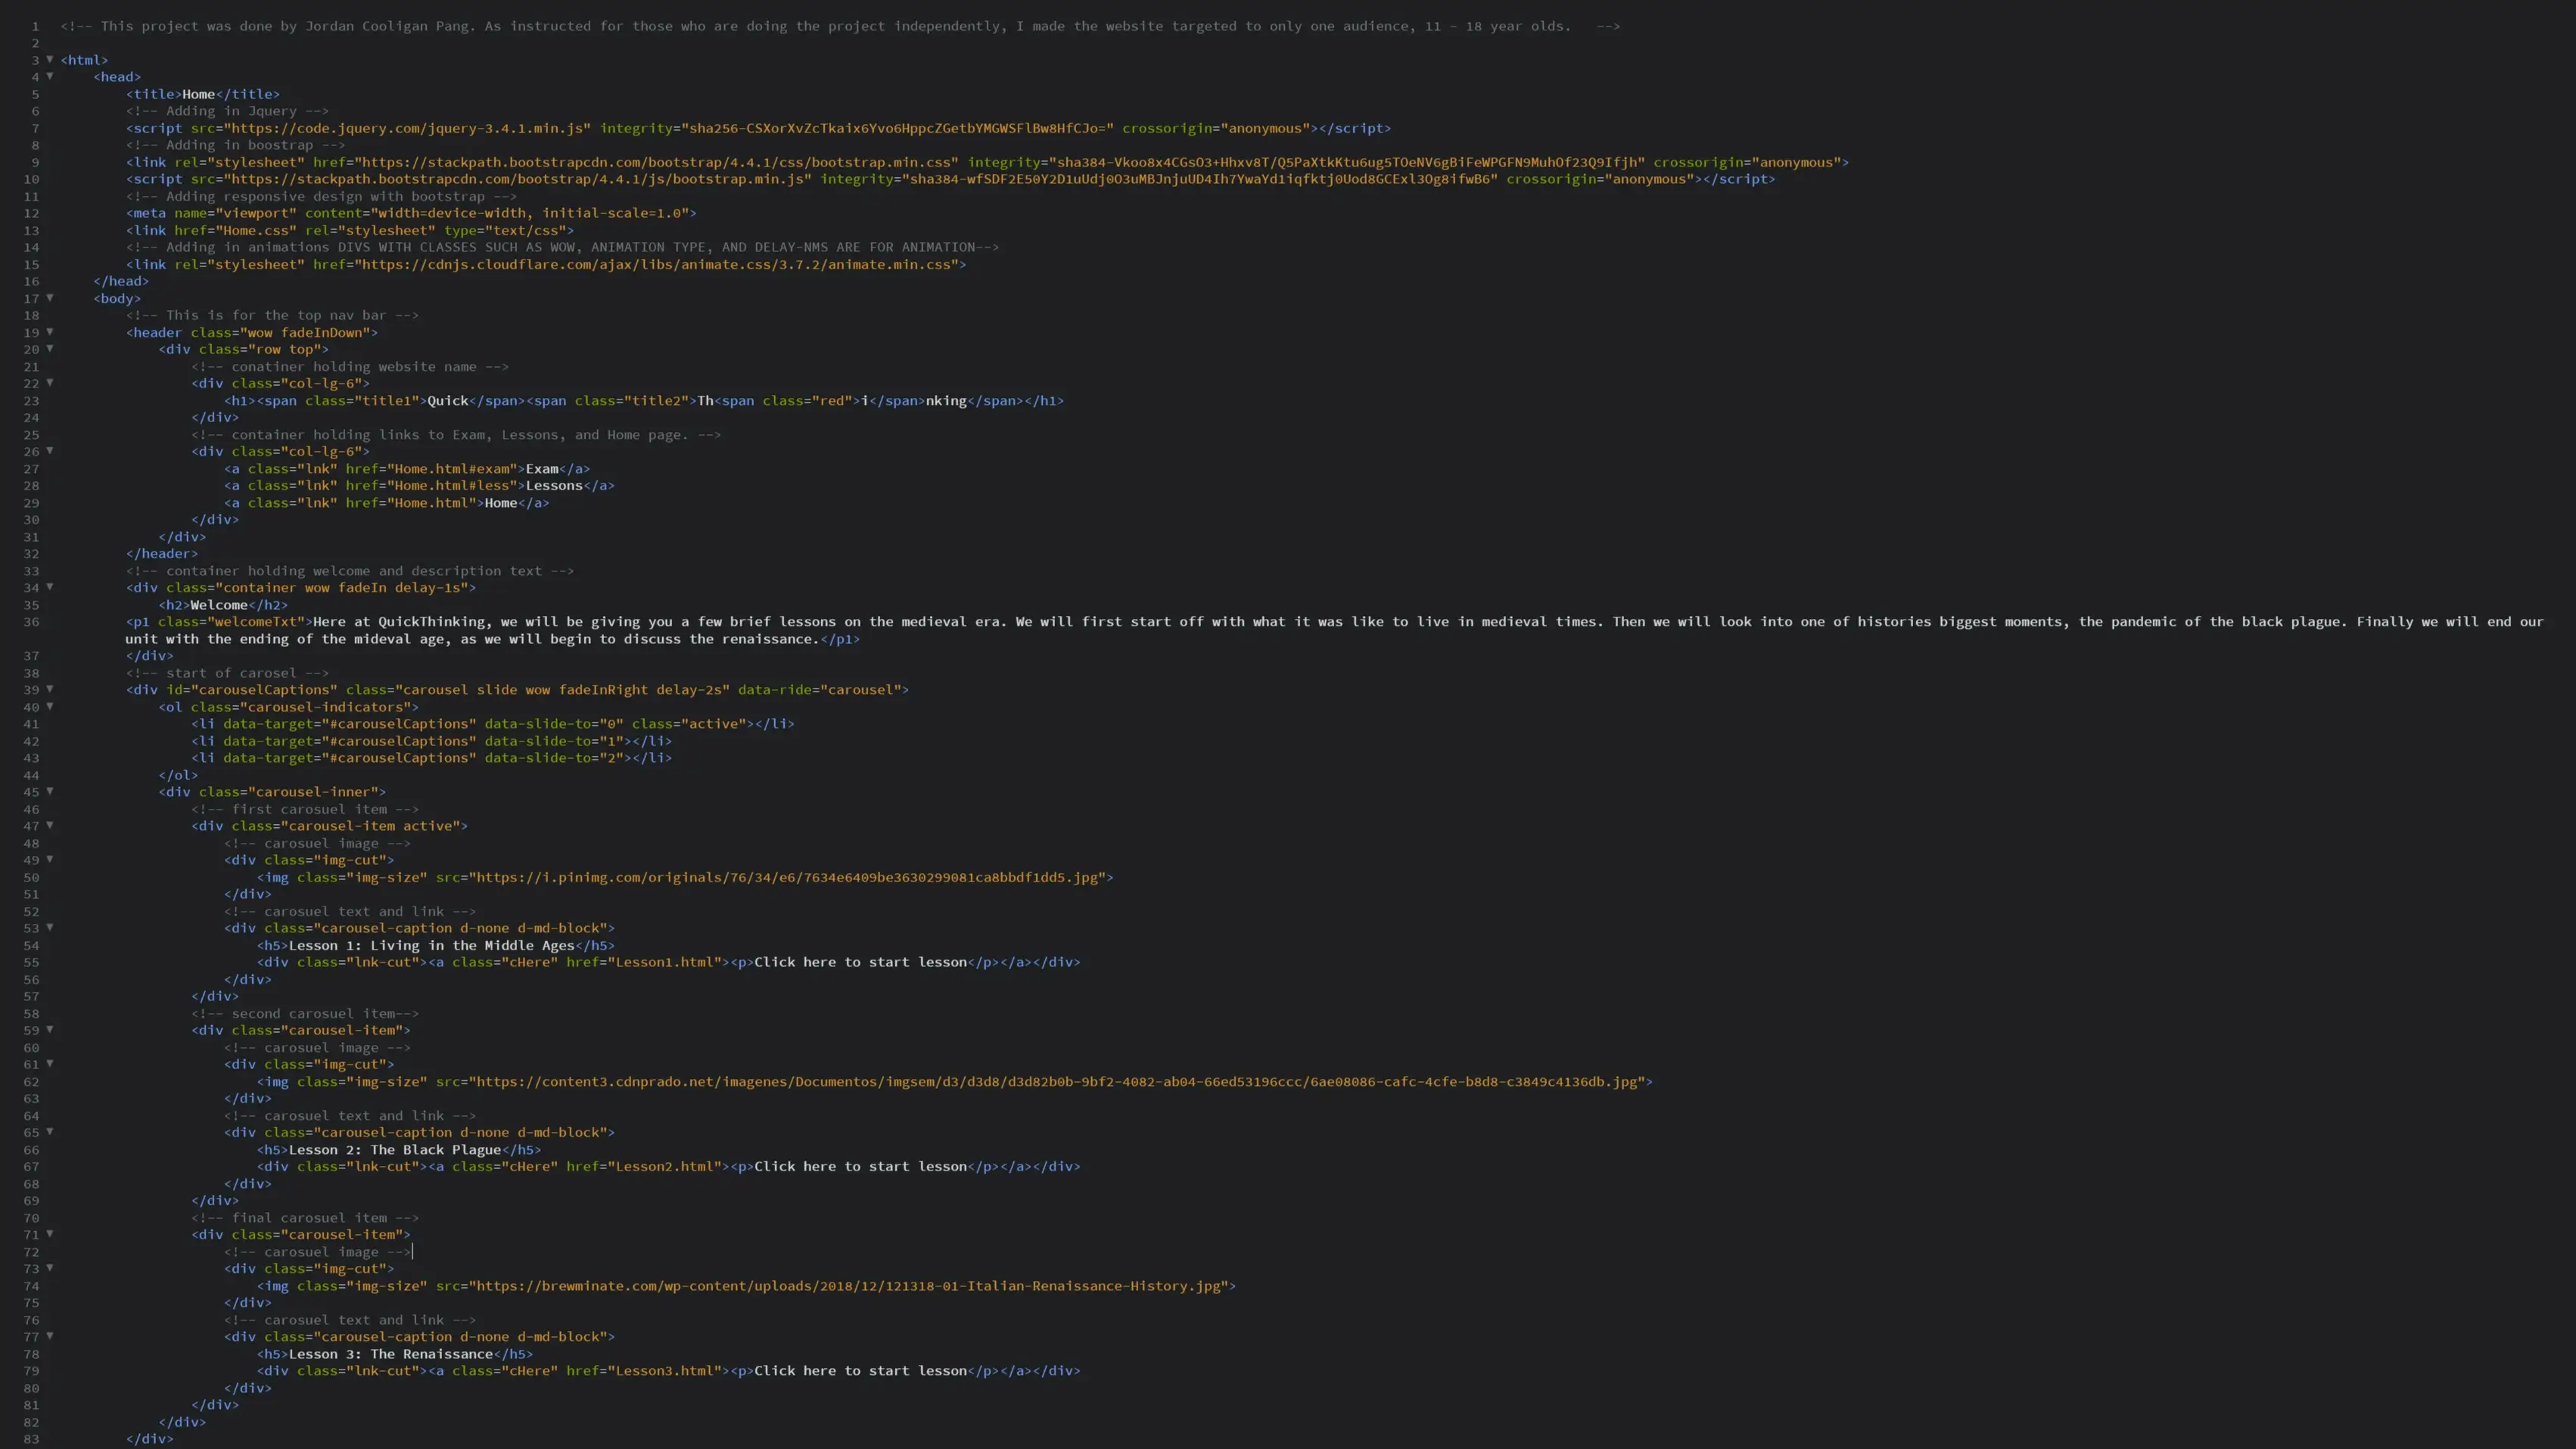 1 <!-- This project was done by Jordan Cooligan Pang. As instructed for those who are doing the project independently, I made the website targeted to only one audience, 11 - 18 year olds.   -->
2
3 <html>
4     <head>
5         <title>Home</title>
6         <!-- Adding in Jquery -->
7         <script src="https://code.jquery.com/jquery-3.4.1.min.js" integrity="sha256-CSXorXvZcTkaix6Yvo6HppcZGetbYMGWSFlBw8HfCJo=" crossorigin="anonymous"></script>
8         <!-- Adding in boostrap -->
9         <link rel="stylesheet" href="https://stackpath.bootstrapcdn.com/bootstrap/4.4.1/css/bootstrap.min.css" integrity="sha384-Vkoo8x4CGsO3+Hhxv8T/Q5PaXtkKtu6ug5TOeNV6gBiFeWPGFN9MuhOf23Q9Ifjh" crossorigin="anonymous">
10         <script src="https://stackpath.bootstrapcdn.com/bootstrap/4.4.1/js/bootstrap.min.js" integrity="sha384-wfSDF2E50Y2D1uUdj0O3uMBJnjuUD4Ih7YwaYd1iqfktj0Uod8GCExl3Og8ifwB6" crossorigin="anonymous"></script>
11         <!-- Adding responsive design with bootstrap -->
12         <meta name="viewport" content="width=device-width, initial-scale=1.0">
13         <link href="Home.css" rel="stylesheet" type="text/css">
14         <!-- Adding in animations DIVS WITH CLASSES SUCH AS WOW, ANIMATION TYPE, AND DELAY-NMS ARE FOR ANIMATION-->
15         <link rel="stylesheet" href="https://cdnjs.cloudflare.com/ajax/libs/animate.css/3.7.2/animate.min.css">
16     </head>
17     <body>
18         <!-- This is for the top nav bar -->
19         <header class="wow fadeInDown">
20             <div class="row top">
21                 <!-- conatiner holding website name -->
22                 <div class="col-lg-6">
23                     <h1><span class="title1">Quick</span><span class="title2">Th<span class="red">i</span>nking</span></h1>
24                 </div>
25                 <!-- container holding links to Exam, Lessons, and Home page. -->
26                 <div class="col-lg-6">
27                     <a class="lnk" href="Home.html#exam">Exam</a>
28                     <a class="lnk" href="Home.html#less">Lessons</a>
29                     <a class="lnk" href="Home.html">Home</a>
30                 </div>
31             </div>
32         </header>
33         <!-- container holding welcome and description text -->
34         <div class="container wow fadeIn delay-1s">
35             <h2>Welcome</h2>
36         <p1 class="welcomeTxt">Here at QuickThinking, we will be giving you a few brief lessons on the medieval era. We will first start off with what it was like to live in medieval times. Then we will look into one of histories biggest moments, the pandemic of the black plague. Finally we will end our
unit with the ending of the mideval age, as we will begin to discuss the renaissance.</p1>
37         </div>
38         <!-- start of carosel -->
39         <div id="carouselCaptions" class="carousel slide wow fadeInRight delay-2s" data-ride="carousel">
40             <ol class="carousel-indicators">
41                 <li data-target="#carouselCaptions" data-slide-to="0" class="active"></li>
42                 <li data-target="#carouselCaptions" data-slide-to="1"></li>
43                 <li data-target="#carouselCaptions" data-slide-to="2"></li>
44             </ol>
45             <div class="carousel-inner">
46                 <!-- first carosuel item -->
47                 <div class="carousel-item active">
48                     <!-- carosuel image -->
49                     <div class="img-cut">
50                         <img class="img-size" src="https://i.pinimg.com/originals/76/34/e6/7634e6409be3630299081ca8bbdf1dd5.jpg">
51                     </div>
52                     <!-- carosuel text and link -->
53                     <div class="carousel-caption d-none d-md-block">
54                         <h5>Lesson 1: Living in the Middle Ages</h5>
55                         <div class="lnk-cut"><a class="cHere" href="Lesson1.html"><p>Click here to start lesson</p></a></div>
56                     </div>
57                 </div>
58                 <!-- second carosuel item-->
59                 <div class="carousel-item">
60                     <!-- carosuel image -->
61                     <div class="img-cut">
62                         <img class="img-size" src="https://content3.cdnprado.net/imagenes/Documentos/imgsem/d3/d3d8/d3d82b0b-9bf2-4082-ab04-66ed53196ccc/6ae08086-cafc-4cfe-b8d8-c3849c4136db.jpg">
63                     </div>
64                     <!-- carosuel text and link -->
65                     <div class="carousel-caption d-none d-md-block">
66                         <h5>Lesson 2: The Black Plague</h5>
67                         <div class="lnk-cut"><a class="cHere" href="Lesson2.html"><p>Click here to start lesson</p></a></div>
68                     </div>
69                 </div>
70                 <!-- final carosuel item -->
71                 <div class="carousel-item">
72                     <!-- carosuel image -->
73                     <div class="img-cut">
74                         <img class="img-size" src="https://brewminate.com/wp-content/uploads/2018/12/121318-01-Italian-Renaissance-History.jpg">
75                     </div>
76                     <!-- carosuel text and link -->
77                     <div class="carousel-caption d-none d-md-block">
78                         <h5>Lesson 3: The Renaissance</h5>
79                         <div class="lnk-cut"><a class="cHere" href="Lesson3.html"><p>Click here to start lesson</p></a></div>
80                     </div>
81                 </div>
82             </div>
83         </div>